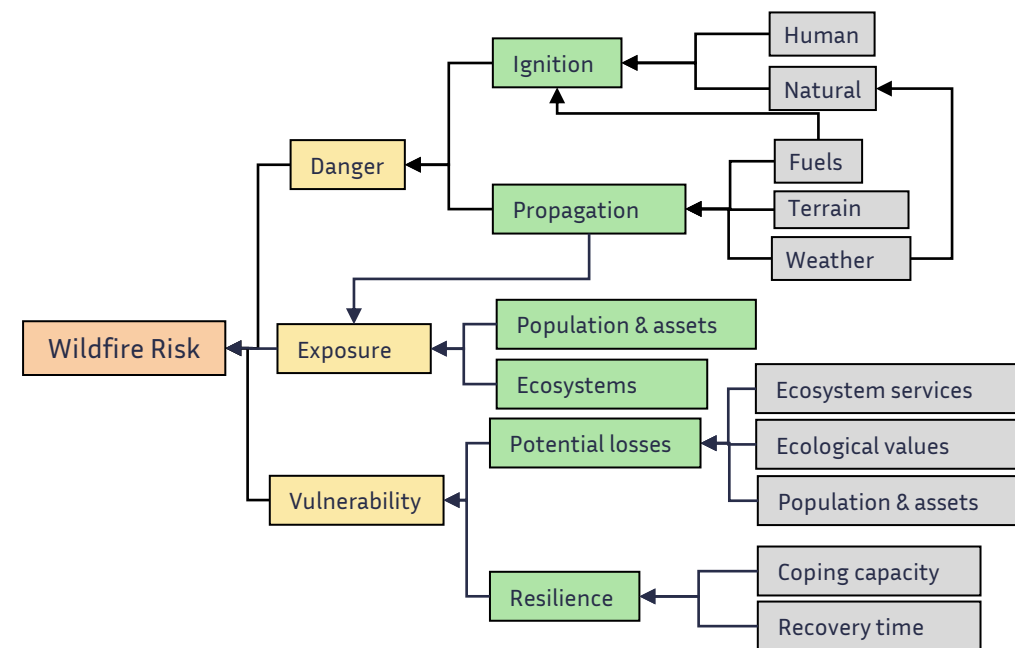 Human
Ignition
Natural
Danger
Fuels
Propagation
Terrain
Weather
Wildfire Risk
Exposure
Population & assets
Ecosystems
Ecosystem services
Potential losses
Ecological values
Vulnerability
Population & assets
Coping capacity
Resilience
Recovery time